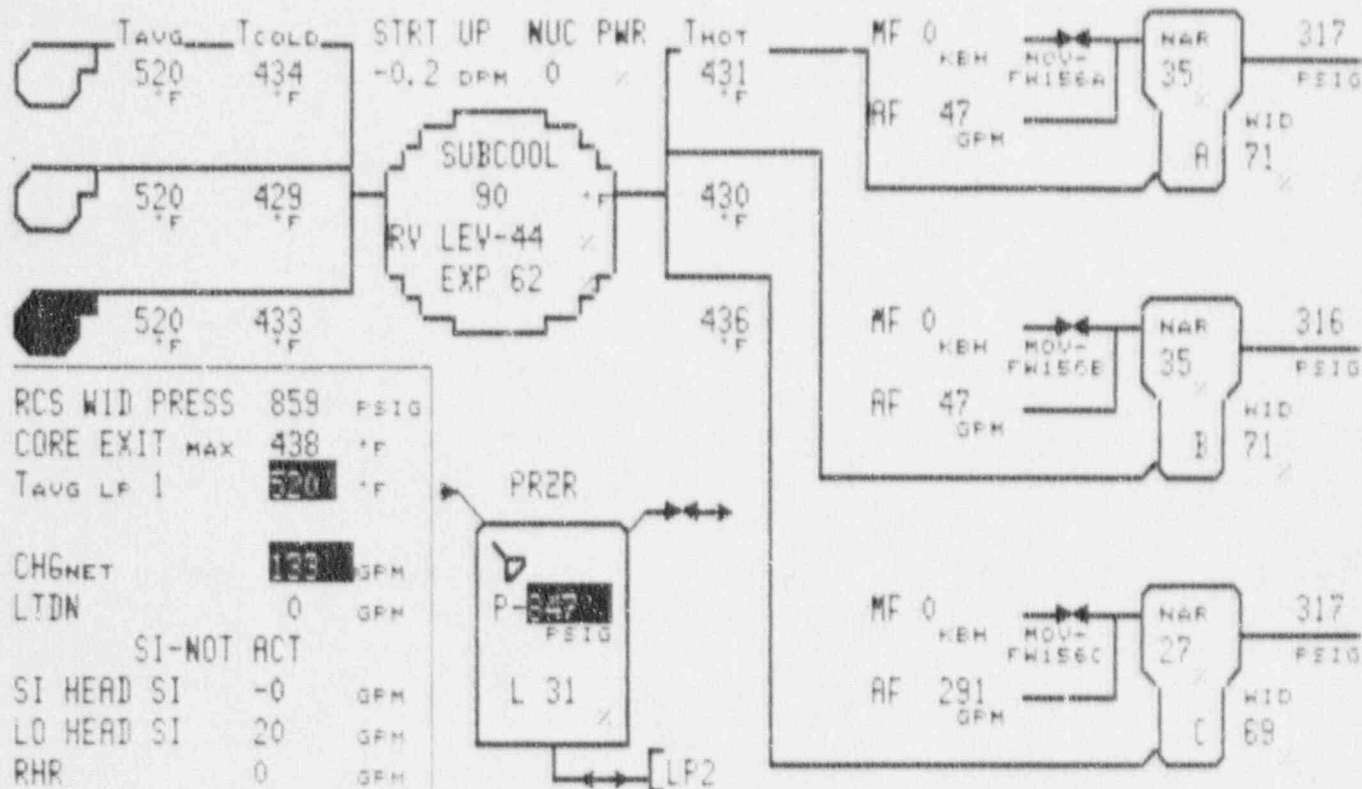 TAVG TCOLD STRT UP NUC PWR THOT MF 0 KBH NAR 317 PSIG
520 °F 434 °F -0.2 DPM 0 % 431 °F MOV-FW156A 35 %
AF 47 GPM A WID 71 %
SUBCOOL
520 °F 429 °F 90 °F 430 °F
RV LEV-44 %
EXP 62 %
520 °F 433 °F 436 °F MF 0 KBH NAR 316 PSIG
MOV-FW156B 35 %
RCS WID PRESS 859 PSIG AF 47 GPM WID
CORE EXIT MAX 438 °F B 71 %
TAVG LP 1 520 °F PRZR
CHGNET 133 GPM
LTDN 0 GPM P- PSIG MF 0 KBH NAR 317 PSIG
SI-NOT ACT MOV-FW156C 27 %
SI HEAD SI -0 GPM L 31 % AF 291 GPM WID
LO HEAD SI 20 GPM C 69 %
RHR 0 GPM LP2